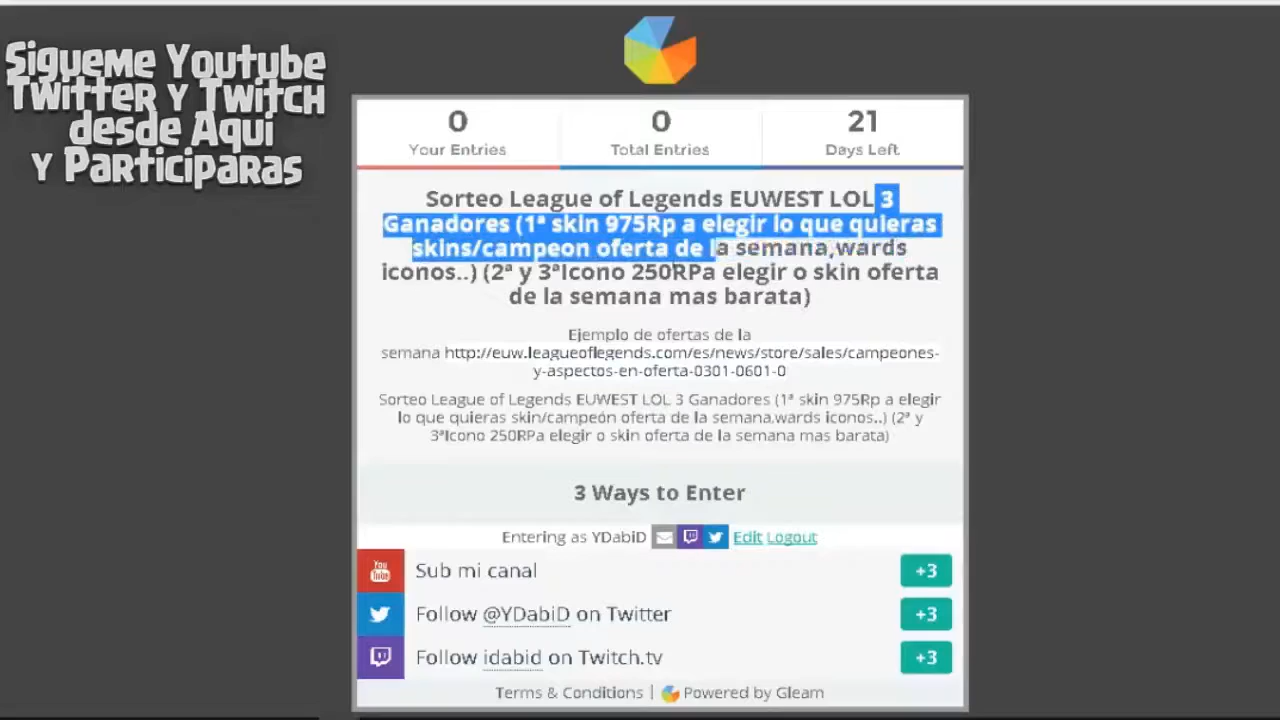 Sigueme Youtube
Twitter y Twitch
desde Aqui
y Participaras
0
Your Entries
0
Total Entries
21
Days Left
Sorteo League of Legends EUWEST LOL 3
Ganadores (1ª skin 975Rp a elegir lo que quieras
skins/campeon oferta de la semana,wards
iconos..) (2ª y 3ªIcono 250RPa elegir o skin oferta
de la semana mas barata)
Ejemplo de ofertas de la
semana http://euw.leagueoflegends.com/es/news/store/sales/campeones-
y-aspectos-en-oferta-0301-0601-0
Sorteo League of Legends EUWEST LOL 3 Ganadores (1ª skin 975Rp a elegir
lo que quieras skin/campeón oferta de la semana,wards iconos..) (2ª y
3ªIcono 250RPa elegir o skin oferta de la semana mas barata)
3 Ways to Enter
Entering as YDabiD Edit Logout
You Tube Sub mi canal +3
Follow @YDabiD on Twitter +3
Follow idabid on Twitch.tv +3
Terms & Conditions | Powered by Gleam